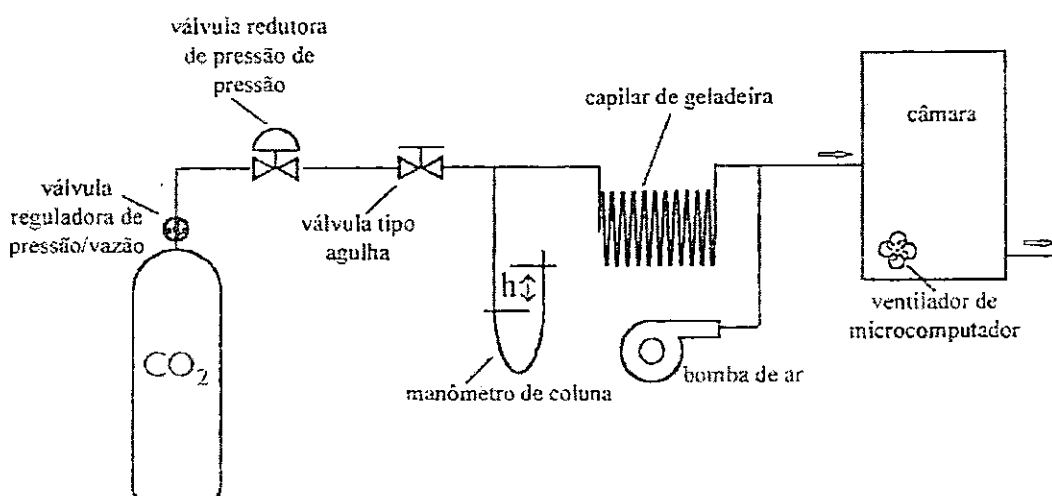 válvula redutora
de pressão de
pressão
válvula
reguladora de
pressão/vazão
CO₂
válvula tipo
agulha
h
manômetro de coluna
capilar de geladeira
bomba de ar
câmara
ventilador de
microcomputador